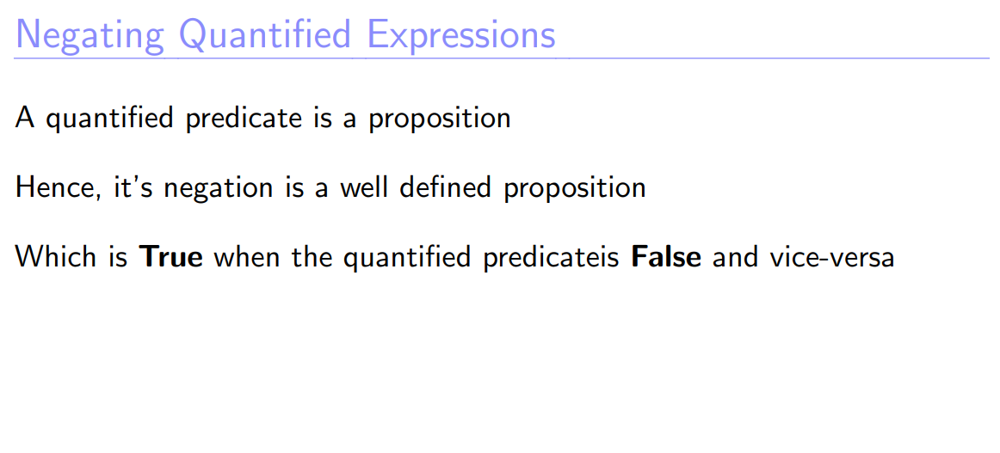 Negating Quantified Expressions
A quantified predicate is a proposition
Hence, it's negation is a well defined proposition
Which is True when the quantified predicateis False and vice-versa